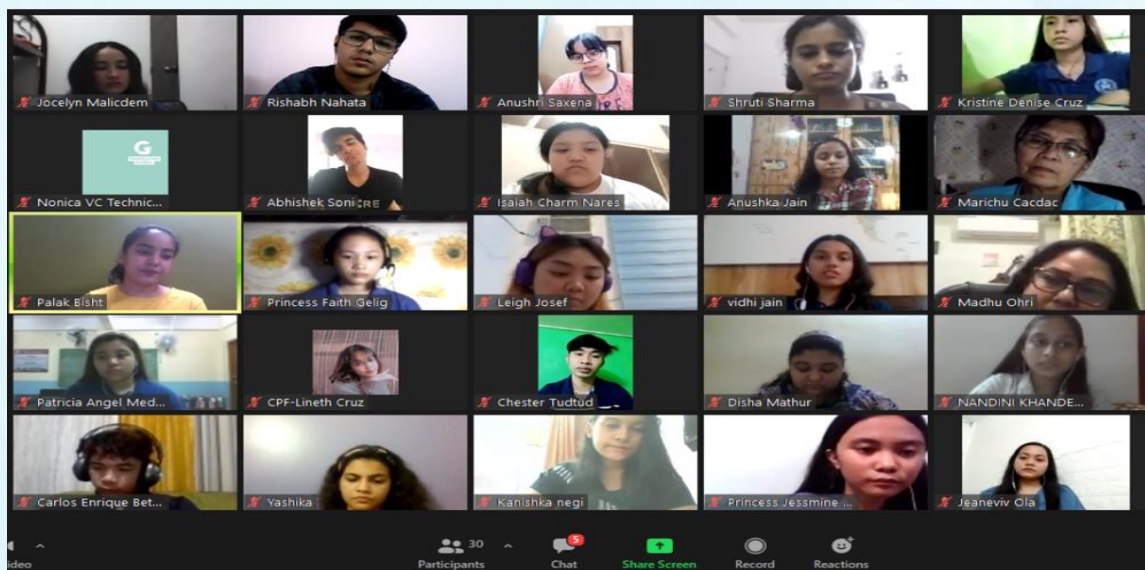 Jocelyn Malicdem
Rishabh Nahata
Anushri Saxena
Shruti Sharma
Kristine Denise Cruz
G
Nonica VC Technic...
Abhishek Soni
CRE
Isaiah Charm Nares
Anushka Jain
Marichu Cacdac
Palak Bisht
Princess Faith Gelig
Leigh Josef
vidhi jain
Madhu Ohri
Patricia Angel Med...
CPF-Lineth Cruz
Chester Tudtud
Disha Mathur
NANDINI KHANDE...
Carlos Enrique Bet...
Yashika
Kanishka negi
Princess Jessmine ...
Jeaneviv Ola
ideo
30
Participants
5
Chat
Share Screen
Record
Reactions